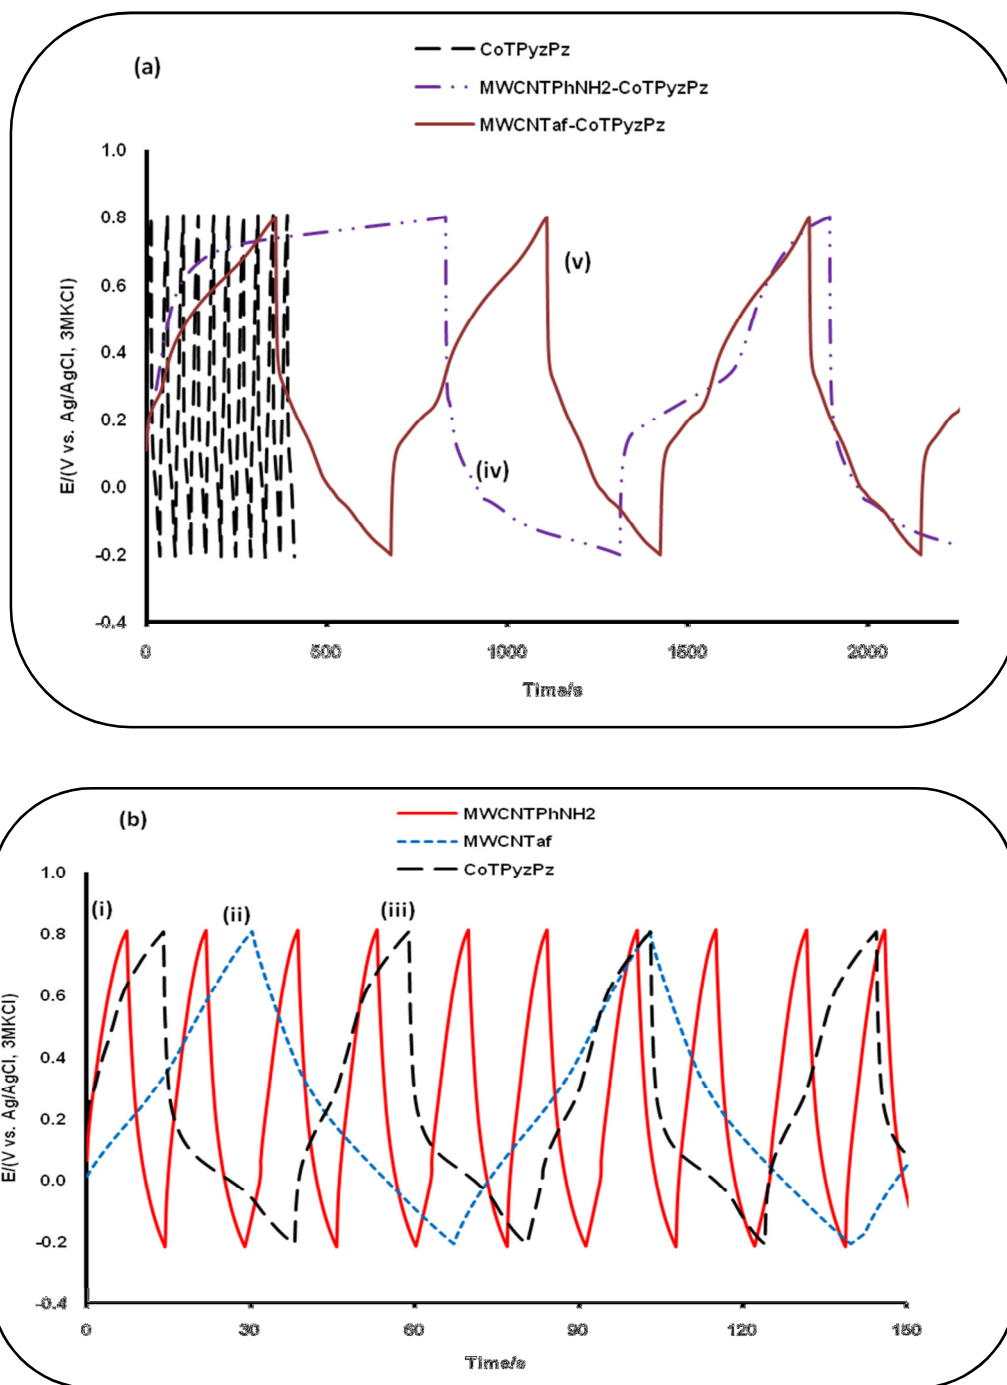 (a)
CoTPyzPz
MWCNTPhNH2-CoTPyzPz
MWCNTaf-CoTPyzPz
1.0
0.8
0.6
0.4
0.2
0.0
-0.2
-0.4
E/(V vs. Ag/AgCl, 3MKCl)
(v)
(iv)
0 500 1000 1500 2000
Time/s
(b)
MWCNTPhNH2
MWCNTaf
CoTPyzPz
(i) (ii) (iii)
1.0
0.8
0.6
0.4
0.2
0.0
-0.2
-0.4
E/(V vs. Ag/AgCl, 3MKCl)
0 30 60 90 120 150
Time/s